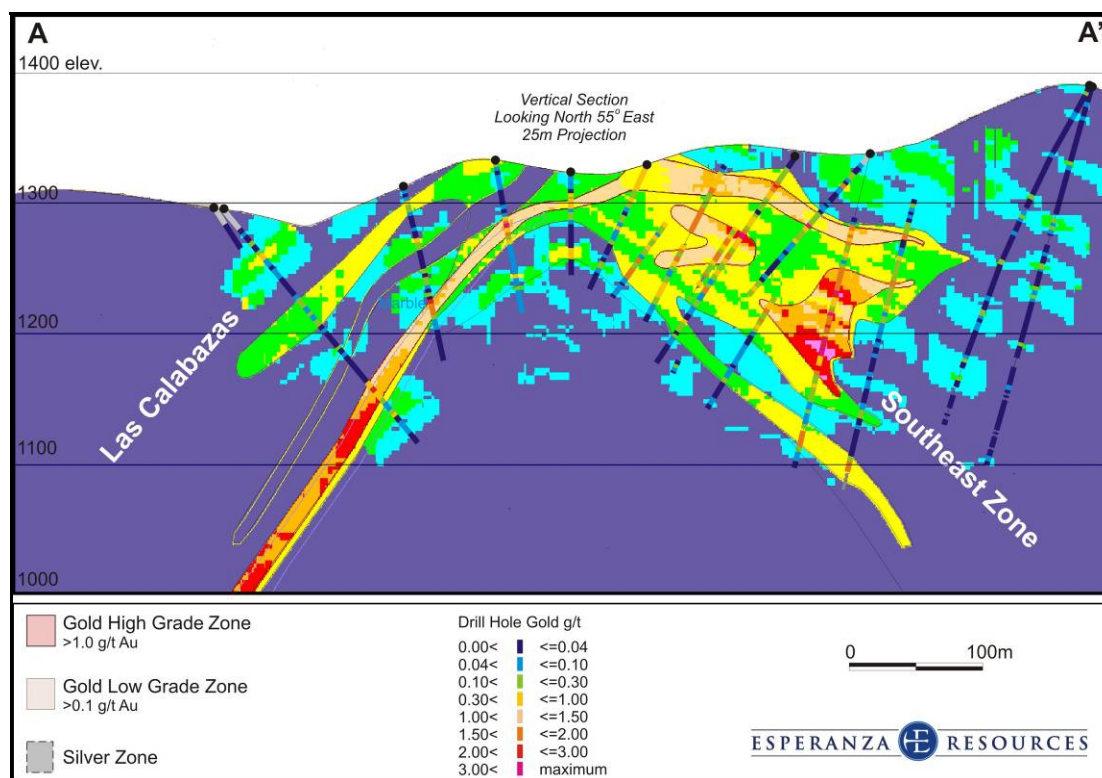 A
A'
1400 elev.
Vertical Section
Looking North 55° East
25m Projection
1300
1200
1100
1000
Marble
Las Calabazas
Southeast Zone
Gold High Grade Zone
>1.0 g/t Au
Gold Low Grade Zone
>0.1 g/t Au
Silver Zone
Drill Hole Gold g/t
0.00< <=0.04
0.04< <=0.10
0.10< <=0.30
0.30< <=1.00
1.00< <=1.50
1.50< <=2.00
2.00< <=3.00
3.00< maximum
0 100m
ESPERANZA E RESOURCES